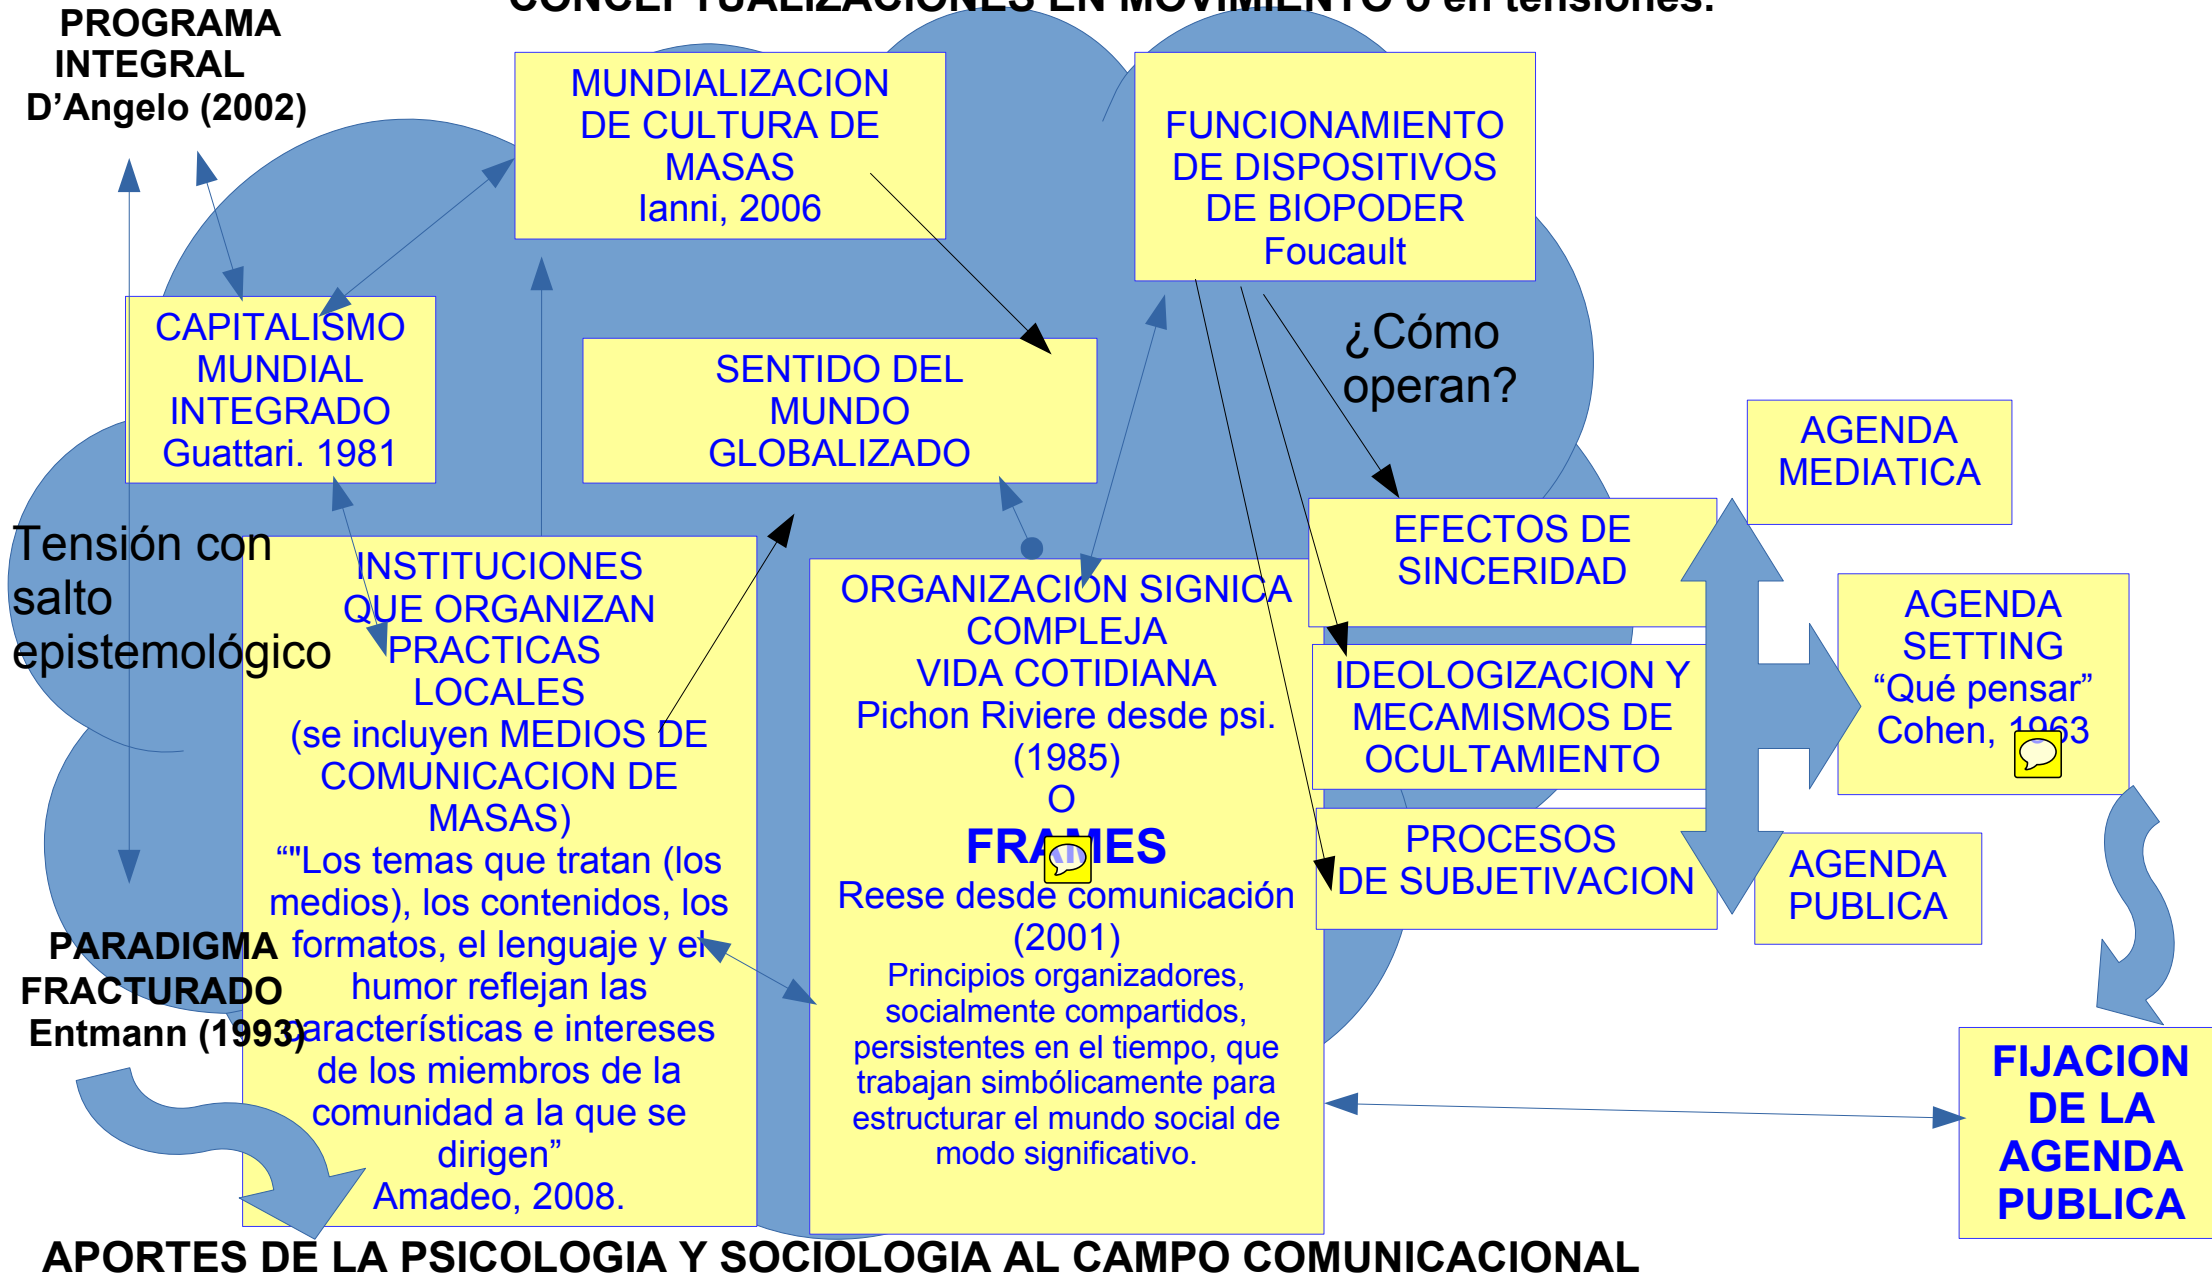 CONCEPTUALIZACIONES EN MOVIMIENTO o en tensiones.
PROGRAMA
INTEGRAL
D’Angelo (2002)
MUNDIALIZACION
DE CULTURA DE
MASAS
Ianni, 2006
FUNCIONAMIENTO
DE DISPOSITIVOS
DE BIOPODER
Foucault
CAPITALISMO
MUNDIAL
INTEGRADO
Guattari. 1981
SENTIDO DEL
MUNDO
GLOBALIZADO
¿Cómo
operan?
AGENDA
MEDIATICA
Tensión con
salto
epistemológico
INSTITUCIONES
QUE ORGANIZAN
PRACTICAS
LOCALES
(se incluyen MEDIOS DE
COMUNICACION DE
MASAS)
“"Los temas que tratan (los
medios), los contenidos, los
formatos, el lenguaje y el
humor reflejan las
características e intereses
de los miembros de la
comunidad a la que se
dirigen”
Amadeo, 2008.
ORGANIZACION SIGNICA
COMPLEJA
VIDA COTIDIANA
Pichon Riviere desde psi.
(1985)
O
FRAMES
Reese desde comunicación
(2001)
Principios organizadores,
socialmente compartidos,
persistentes en el tiempo, que
trabajan simbólicamente para
estructurar el mundo social de
modo significativo.
EFECTOS DE
SINCERIDAD
IDEOLOGIZACION Y
MECAMISMOS DE
OCULTAMIENTO
PROCESOS
DE SUBJETIVACION
AGENDA
SETTING
“Qué pensar”
Cohen, 1963
AGENDA
PUBLICA
PARADIGMA
FRACTURADO
Entmann (1993)
FIJACION
DE LA
AGENDA
PUBLICA
APORTES DE LA PSICOLOGIA Y SOCIOLOGIA AL CAMPO COMUNICACIONAL